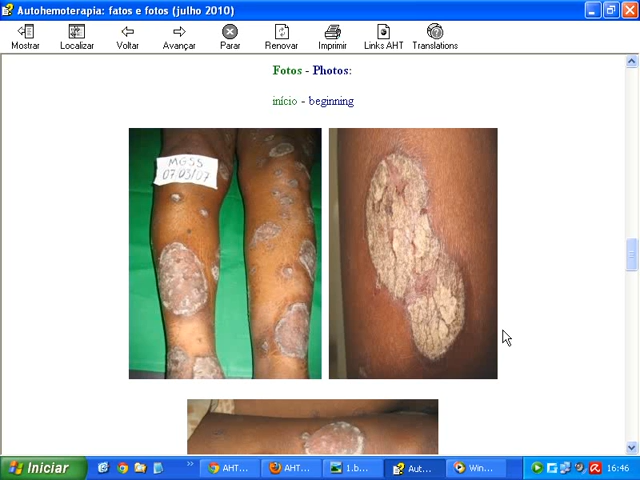 Autohemoterapia: fatos e fotos (julho 2010)
Mostrar Localizar Voltar Avançar Parar Renovar Imprimir Links AHT Translations
Fotos - Photos:
início - beginning
MGSS
07.03/07
Iniciar
»
AHT...
AHT...
1.b...
Aut...
Win...
16:46